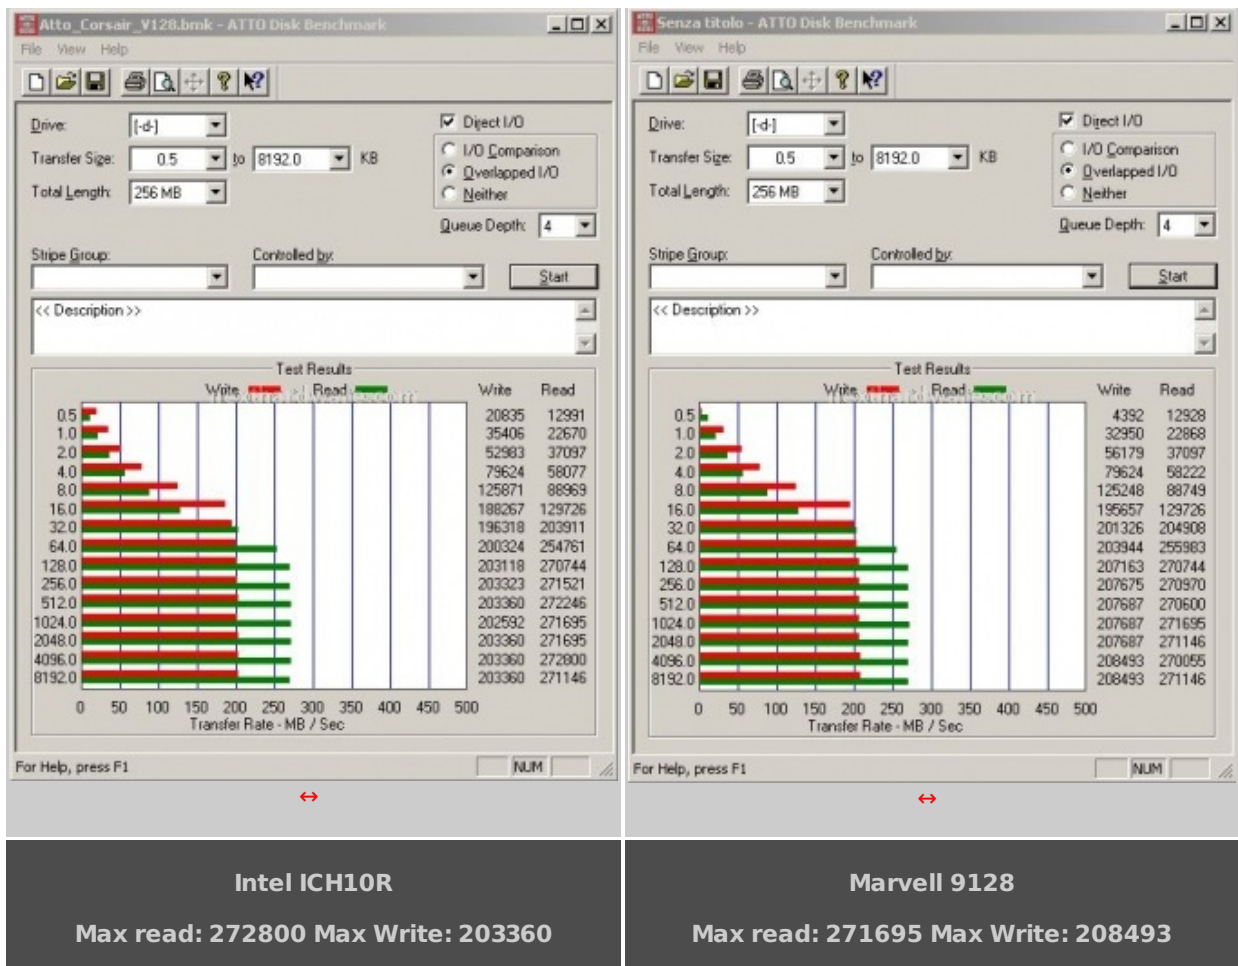 Atto_Corsair_V128.bmk - ATTO Disk Benchmark
File View Help
Drive: [-d-]
Direct I/O
Transfer Size: 0.5 to 8192.0 KB
I/O Comparison
Overlapped I/O
Total Length: 256 MB
Neither
Queue Depth: 4
Stripe Group: Controlled by:
Start
<< Description >>
Test Results
Write Read Write Read
0.5 20835 12991
1.0 35406 22670
2.0 52983 37097
4.0 79624 58077
8.0 125871 88969
16.0 188267 129726
32.0 196318 203911
64.0 200324 254761
128.0 203118 270744
256.0 203323 271521
512.0 203360 272246
1024.0 202592 271695
2048.0 203360 271695
4096.0 203360 272800
8192.0 203360 271146
0 50 100 150 200 250 300 350 400 450 500
Transfer Rate - MB / Sec
For Help, press F1
NUM
Intel ICH10R
Max read: 272800 Max Write: 203360
Senza titolo - ATTO Disk Benchmark
File View Help
Drive: [-d-]
Direct I/O
Transfer Size: 0.5 to 8192.0 KB
I/O Comparison
Overlapped I/O
Total Length: 256 MB
Neither
Queue Depth: 4
Stripe Group: Controlled by:
Start
<< Description >>
Test Results
Write Read Write Read
0.5 4392 12928
1.0 32950 22868
2.0 56179 37097
4.0 79624 58222
8.0 125248 88749
16.0 195657 129726
32.0 201326 204908
64.0 203944 255983
128.0 207163 270744
256.0 207675 270970
512.0 207687 270600
1024.0 207687 271695
2048.0 207687 271146
4096.0 208493 270055
8192.0 208493 271146
0 50 100 150 200 250 300 350 400 450 500
Transfer Rate - MB / Sec
For Help, press F1
NUM
Marvell 9128
Max read: 271695 Max Write: 208493